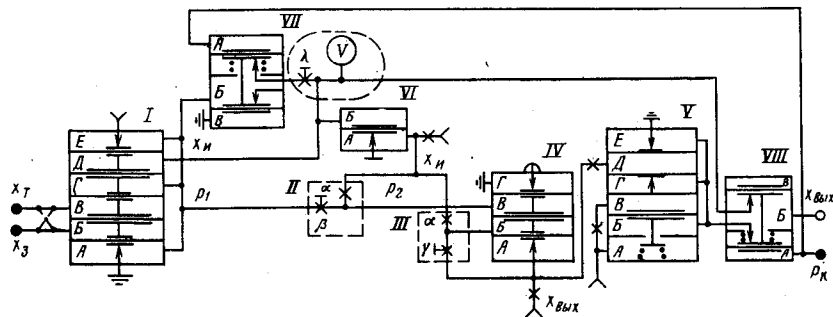 VII
А
Б
В
λ
V
I
Е
Д
С
В
Б
А
x_и
x_т
x_з
p_1
VI
Б
А
x_и
II
α
β
p_2
III
α
γ
IV
Г
В
Б
А
x_вых
V
Е
Д
Г
В
Б
А
VIII
В
Б
А
x_вых
p_к